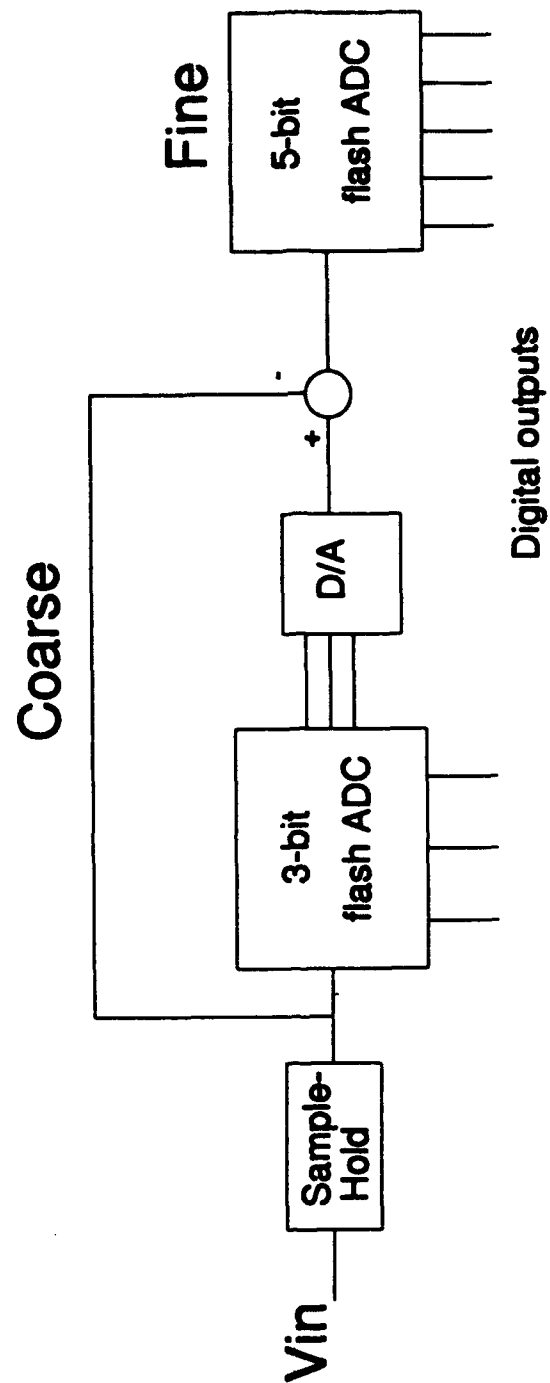 Coarse
Fine
Vin
Sample-
Hold
3-bit
flash ADC
D/A
+
-
5-bit
flash ADC
Digital outputs